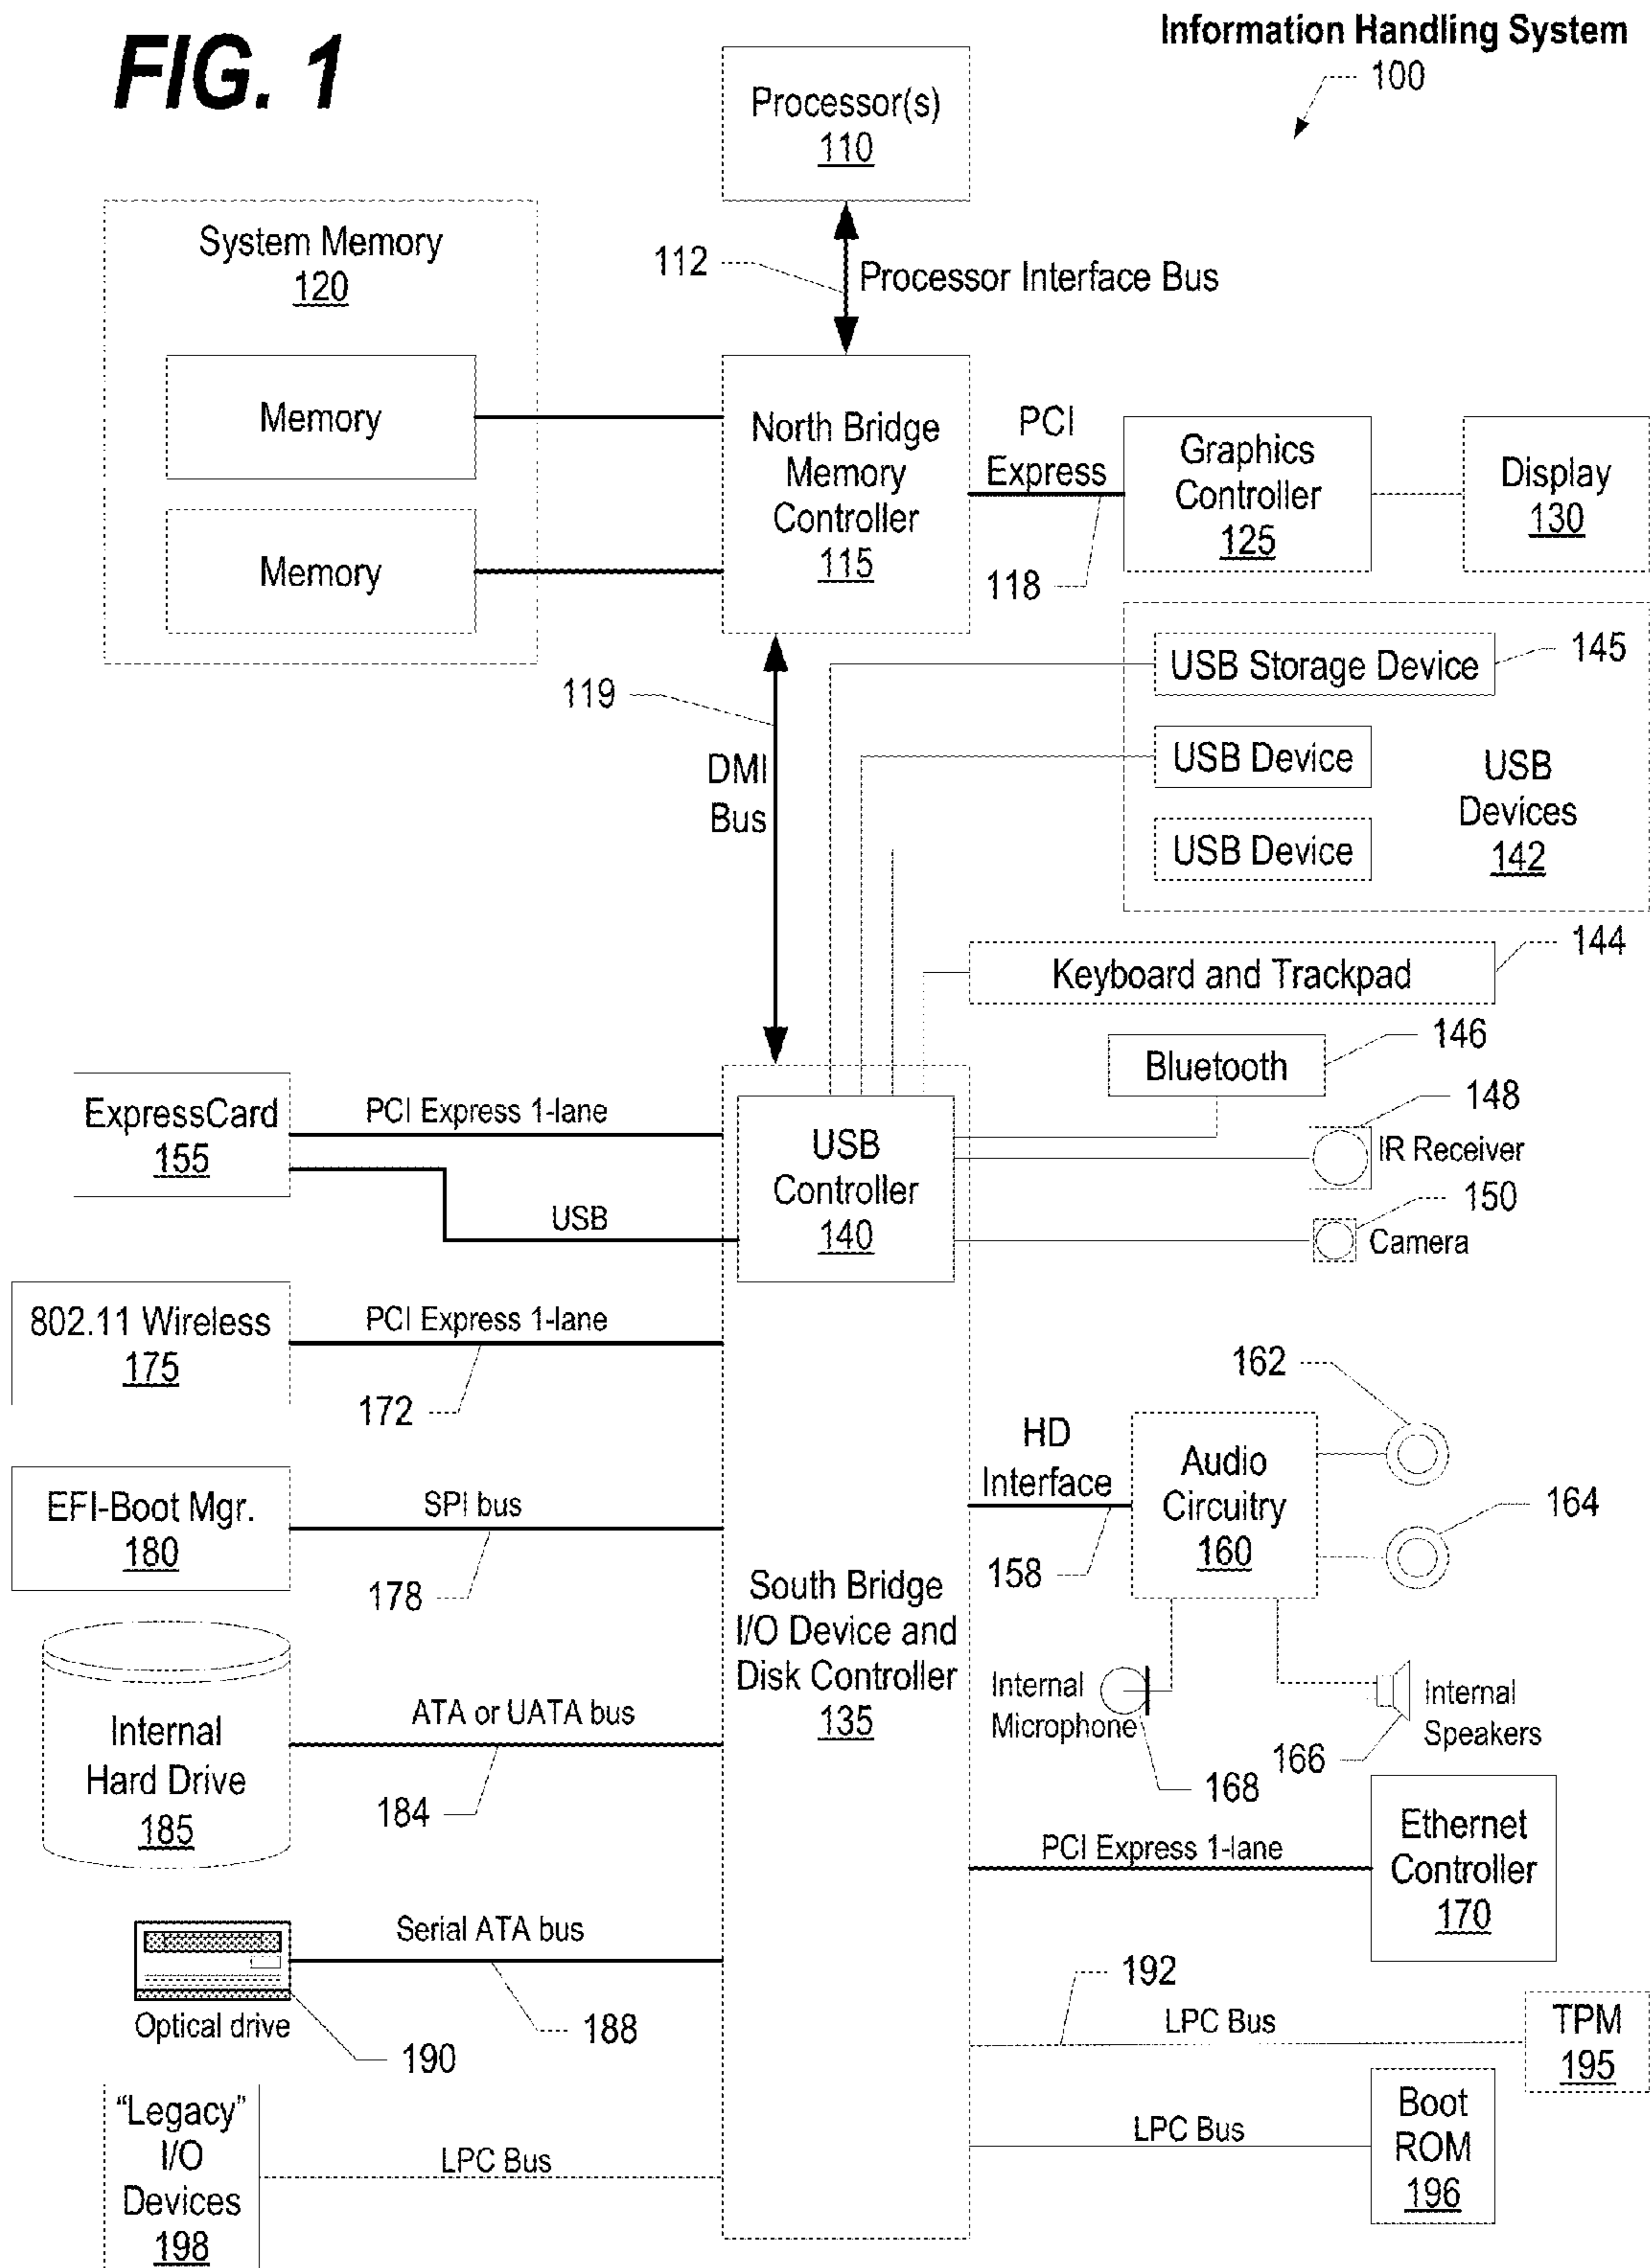 FIG. 1
Information Handling System
100
Processor(s)
110
System Memory
120
112
Processor Interface Bus
Memory
Memory
North Bridge
Memory
Controller
115
PCI
Express
118
Graphics
Controller
125
Display
130
119
DMI
Bus
USB Storage Device
145
USB Device
USB Device
USB
Devices
142
Keyboard and Trackpad
144
Bluetooth
146
148
IR Receiver
150
Camera
ExpressCard
155
PCI Express 1-lane
USB
USB
Controller
140
802.11 Wireless
175
PCI Express 1-lane
172
EFI-Boot Mgr.
180
SPI bus
178
HD
Interface
158
Audio
Circuitry
160
162
164
South Bridge
I/O Device and
Disk Controller
135
Internal
Microphone
168
Internal
Speakers
166
Internal
Hard Drive
185
ATA or UATA bus
184
PCI Express 1-lane
Ethernet
Controller
170
Serial ATA bus
188
Optical drive
190
192
LPC Bus
TPM
195
"Legacy"
I/O
Devices
198
LPC Bus
LPC Bus
Boot
ROM
196